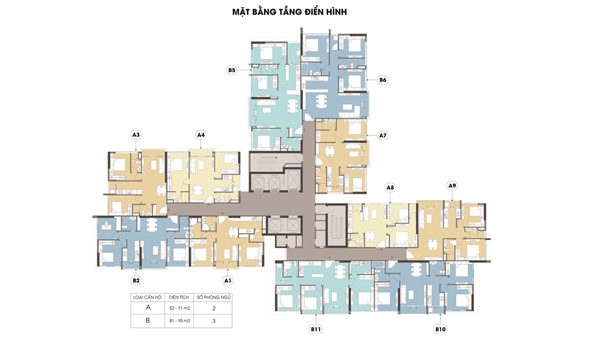 MẶT BẰNG TẦNG ĐIỂN HÌNH
B5
B6
A3
A4
A7
A8
A9
B2
A1
B11
B10
LOẠI CĂN HỘ DIỆN TÍCH SỐ PHÒNG NGỦ
A 52 - 71 m2 2
B 81 - 95 m2 3